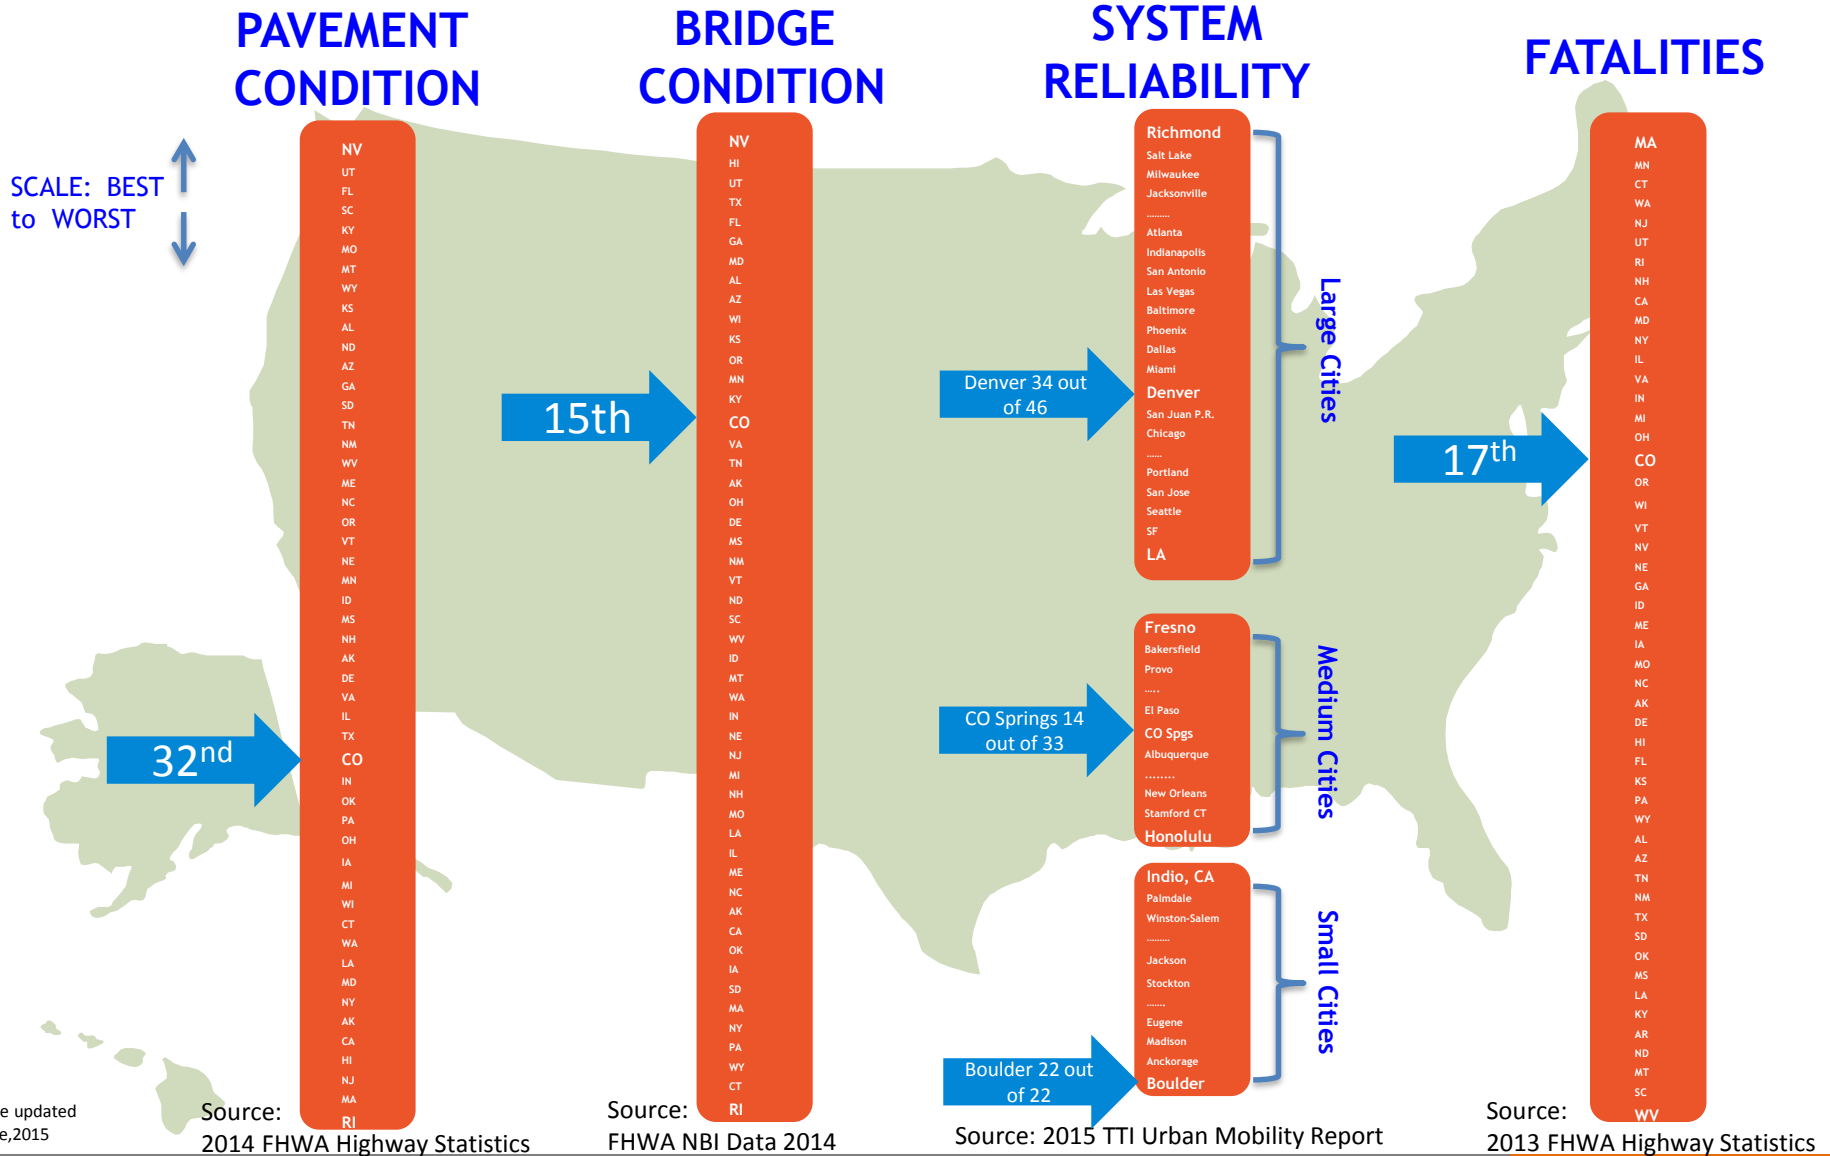 PAVEMENT
CONDITION
BRIDGE
CONDITION
SYSTEM
RELIABILITY
FATALITIES
SCALE: BEST
to WORST
NV
UT
FL
SC
KY
MO
MT
WY
KS
AL
ND
AZ
GA
SD
TN
NM
WV
ME
NC
OR
VT
NE
MN
ID
MS
NH
AK
DE
VA
IL
TX
CO
IN
OK
PA
OH
IA
MI
WI
CT
WA
LA
MD
NY
AK
CA
HI
NJ
MA
RI
32nd
Source:
2014 FHWA Highway Statistics
NV
HI
UT
TX
FL
GA
MD
AL
AZ
WI
KS
OR
MN
KY
CO
VA
TN
AK
OH
DE
MS
NM
VT
ND
SC
WV
ID
MT
WA
IN
NE
NJ
MI
NH
MO
LA
IL
ME
NC
AK
CA
OK
IA
SD
MA
NY
PA
WY
CT
RI
15th
Source:
FHWA NBI Data 2014
Richmond
Salt Lake
Milwaukee
Jacksonville
.........
Atlanta
Indianapolis
San Antonio
Las Vegas
Baltimore
Phoenix
Dallas
Miami
Denver
San Juan P.R.
Chicago
......
Portland
San Jose
Seattle
SF
LA
Large Cities
Denver 34 out
of 46
Fresno
Bakersfield
Provo
.....
El Paso
CO Spgs
Albuquerque
........
New Orleans
Stamford CT
Honolulu
Medium Cities
CO Springs 14
out of 33
Indio, CA
Palmdale
Winston-Salem
.........
Jackson
Stockton
.......
Eugene
Madison
Anckorage
Boulder
Small Cities
Boulder 22 out
of 22
Source: 2015 TTI Urban Mobility Report
MA
MN
CT
WA
NJ
UT
RI
NH
CA
MD
NY
IL
VA
IN
MI
OH
CO
OR
WI
VT
NV
NE
GA
ID
ME
IA
MO
NC
AK
DE
HI
FL
KS
PA
WY
AL
AZ
TN
NM
TX
SD
OK
MS
LA
KY
AR
ND
MT
SC
WV
17th
Source:
2013 FHWA Highway Statistics
e updated
e,2015